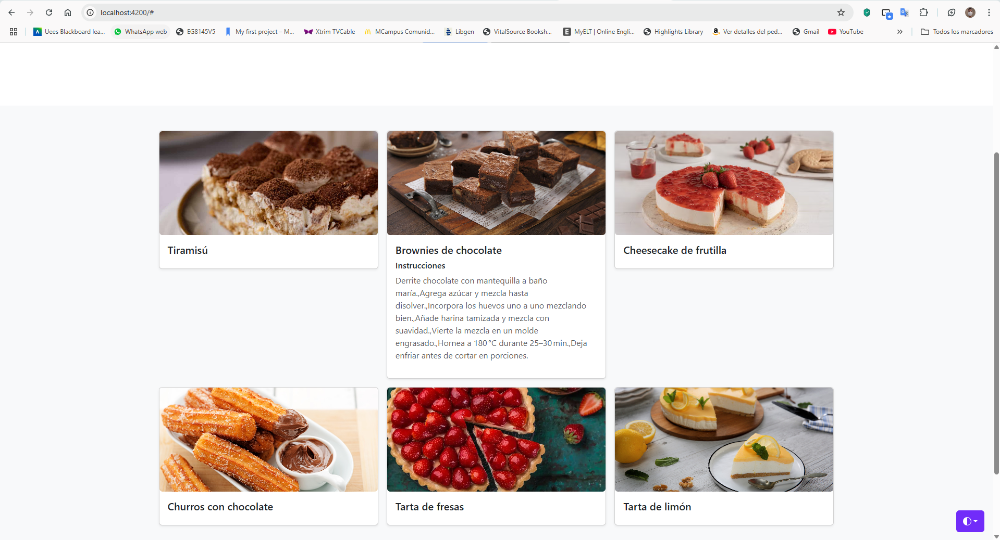 localhost:4200/#
Uees Blackboard lea... WhatsApp web EG8145V5 My first project – M... Xtrim TVCable MCampus Comunid... Libgen VitalSource Booksh... MyELT | Online Engli... Highlights Library Ver detalles del ped... Gmail YouTube » Todos los marcadores
Tiramisú
Brownies de chocolate
Instrucciones
Derrite chocolate con mantequilla a baño
maría.,Agrega azúcar y mezcla hasta
disolver.,Incorpora los huevos uno a uno mezclando
bien.,Añade harina tamizada y mezcla con
suavidad.,Vierte la mezcla en un molde
engrasado.,Hornea a 180 °C durante 25–30 min.,Deja
enfriar antes de cortar en porciones.
Cheesecake de frutilla
Churros con chocolate
Tarta de fresas
Tarta de limón